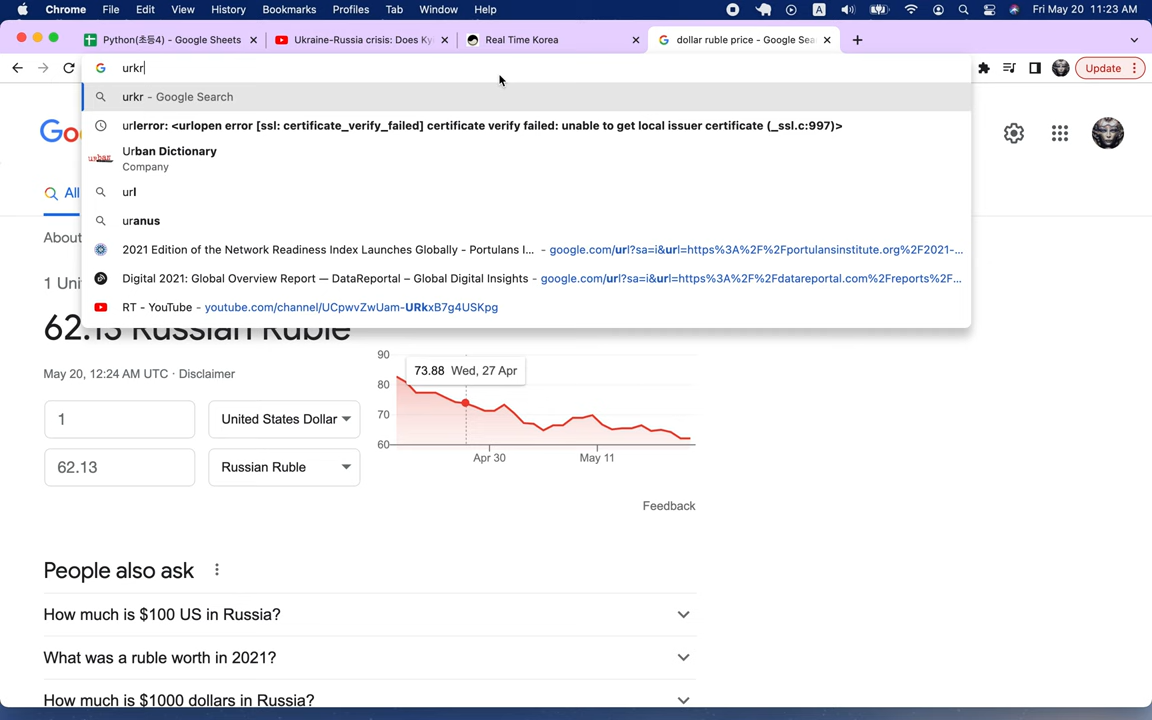 Chrome File Edit View History Bookmarks Profiles Tab Window Help A Fri May 20 11:23 AM
Python(초등4) - Google Sheets Ukraine-Russia crisis: Does Ky Real Time Korea dollar ruble price - Google Sea
urkr Update
urkr - Google Search
urlerror: <urlopen error [ssl: certificate_verify_failed] certificate verify failed: unable to get local issuer certificate (_ssl.c:997)>
urban Urban Dictionary
Company
url
uranus
2021 Edition of the Network Readiness Index Launches Globally - Portulans I... - google.com/url?sa=i&url=https%3A%2F%2Fportulansinstitute.org%2F2021-...
Digital 2021: Global Overview Report — DataReportal – Global Digital Insights - google.com/url?sa=i&url=https%3A%2F%2Fdatareportal.com%2Freports%2F...
RT - YouTube - youtube.com/channel/UCpwvZwUam-URkxB7g4USKpg
Go
All
About
1 Uni
62.13 Russian Ruble
May 20, 12:24 AM UTC · Disclaimer
1 United States Dollar
62.13 Russian Ruble
90
80
70
60
73.88 Wed, 27 Apr
Apr 30 May 11
Feedback
People also ask
How much is $100 US in Russia?
What was a ruble worth in 2021?
How much is $1000 dollars in Russia?